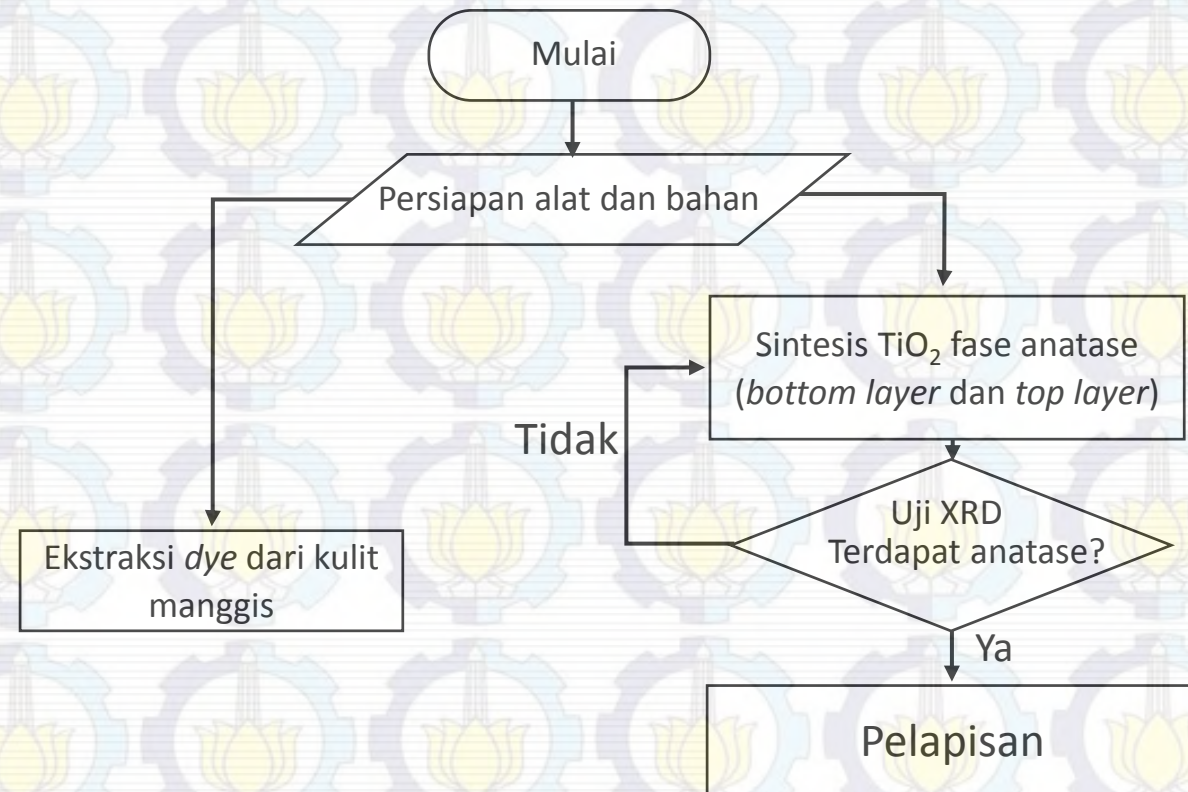 Mulai
Persiapan alat dan bahan
Sintesis TiO₂ fase anatase
(bottom layer dan top layer)
Tidak
Uji XRD
Terdapat anatase?
Ekstraksi dye dari kulit
manggis
Ya
Pelapisan